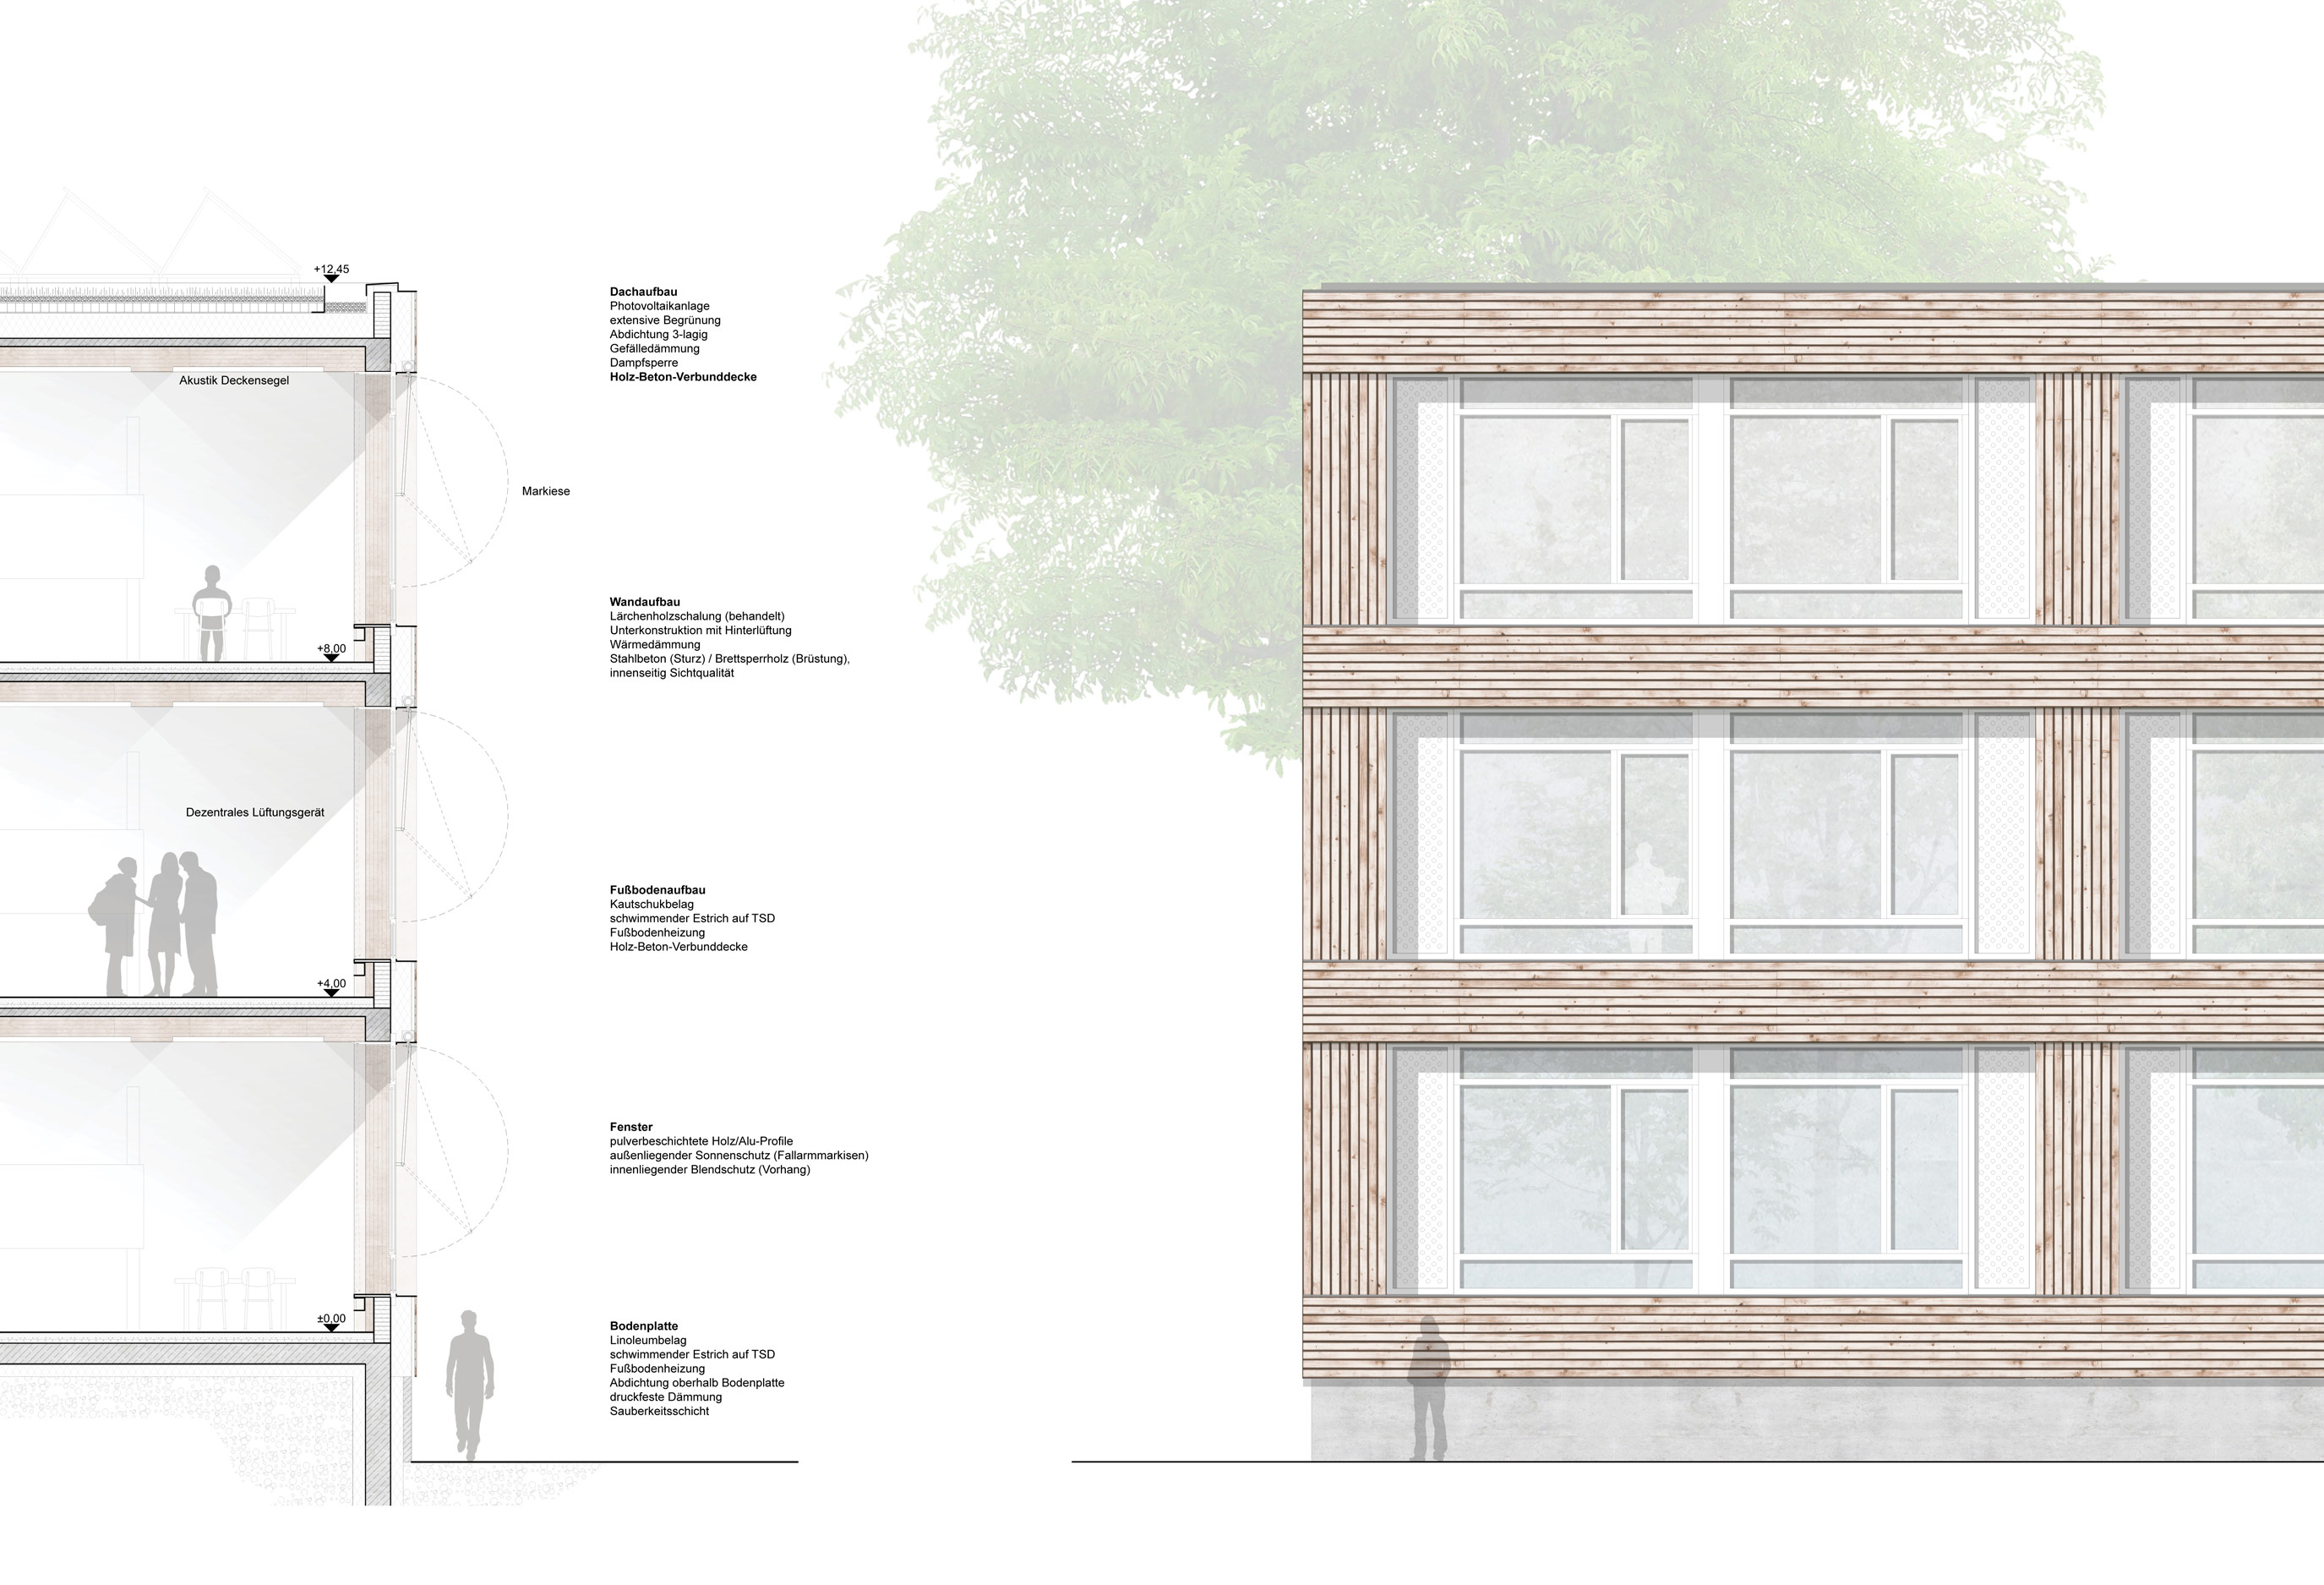 +12,45
Akustik Deckensegel
Markiese
+8,00
Dezentrales Lüftungsgerät
+4,00
±0,00
Dachaufbau
Photovoltaikanlage
extensive Begrünung
Abdichtung 3-lagig
Gefälledämmung
Dampfsperre
Holz-Beton-Verbunddecke
Wandaufbau
Lärchenholzschalung (behandelt)
Unterkonstruktion mit Hinterlüftung
Wärmedämmung
Stahlbeton (Sturz) / Brettsperrholz (Brüstung),
innenseitig Sichtqualität
Fußbodenaufbau
Kautschukbelag
schwimmender Estrich auf TSD
Fußbodenheizung
Holz-Beton-Verbunddecke
Fenster
pulverbeschichtete Holz/Alu-Profile
außenliegender Sonnenschutz (Fallarmmarkisen)
innenliegender Blendschutz (Vorhang)
Bodenplatte
Linoleumbelag
schwimmender Estrich auf TSD
Fußbodenheizung
Abdichtung oberhalb Bodenplatte
druckfeste Dämmung
Sauberkeitsschicht